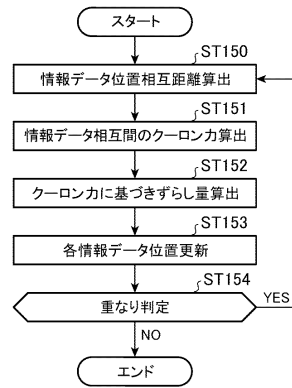 スタート
ST150
情報データ位置相互距離算出
ST151
情報データ相互間のクーロン力算出
ST152
クーロン力に基づきずらし量算出
ST153
各情報データ位置更新
ST154
重なり判定
YES
NO
エンド